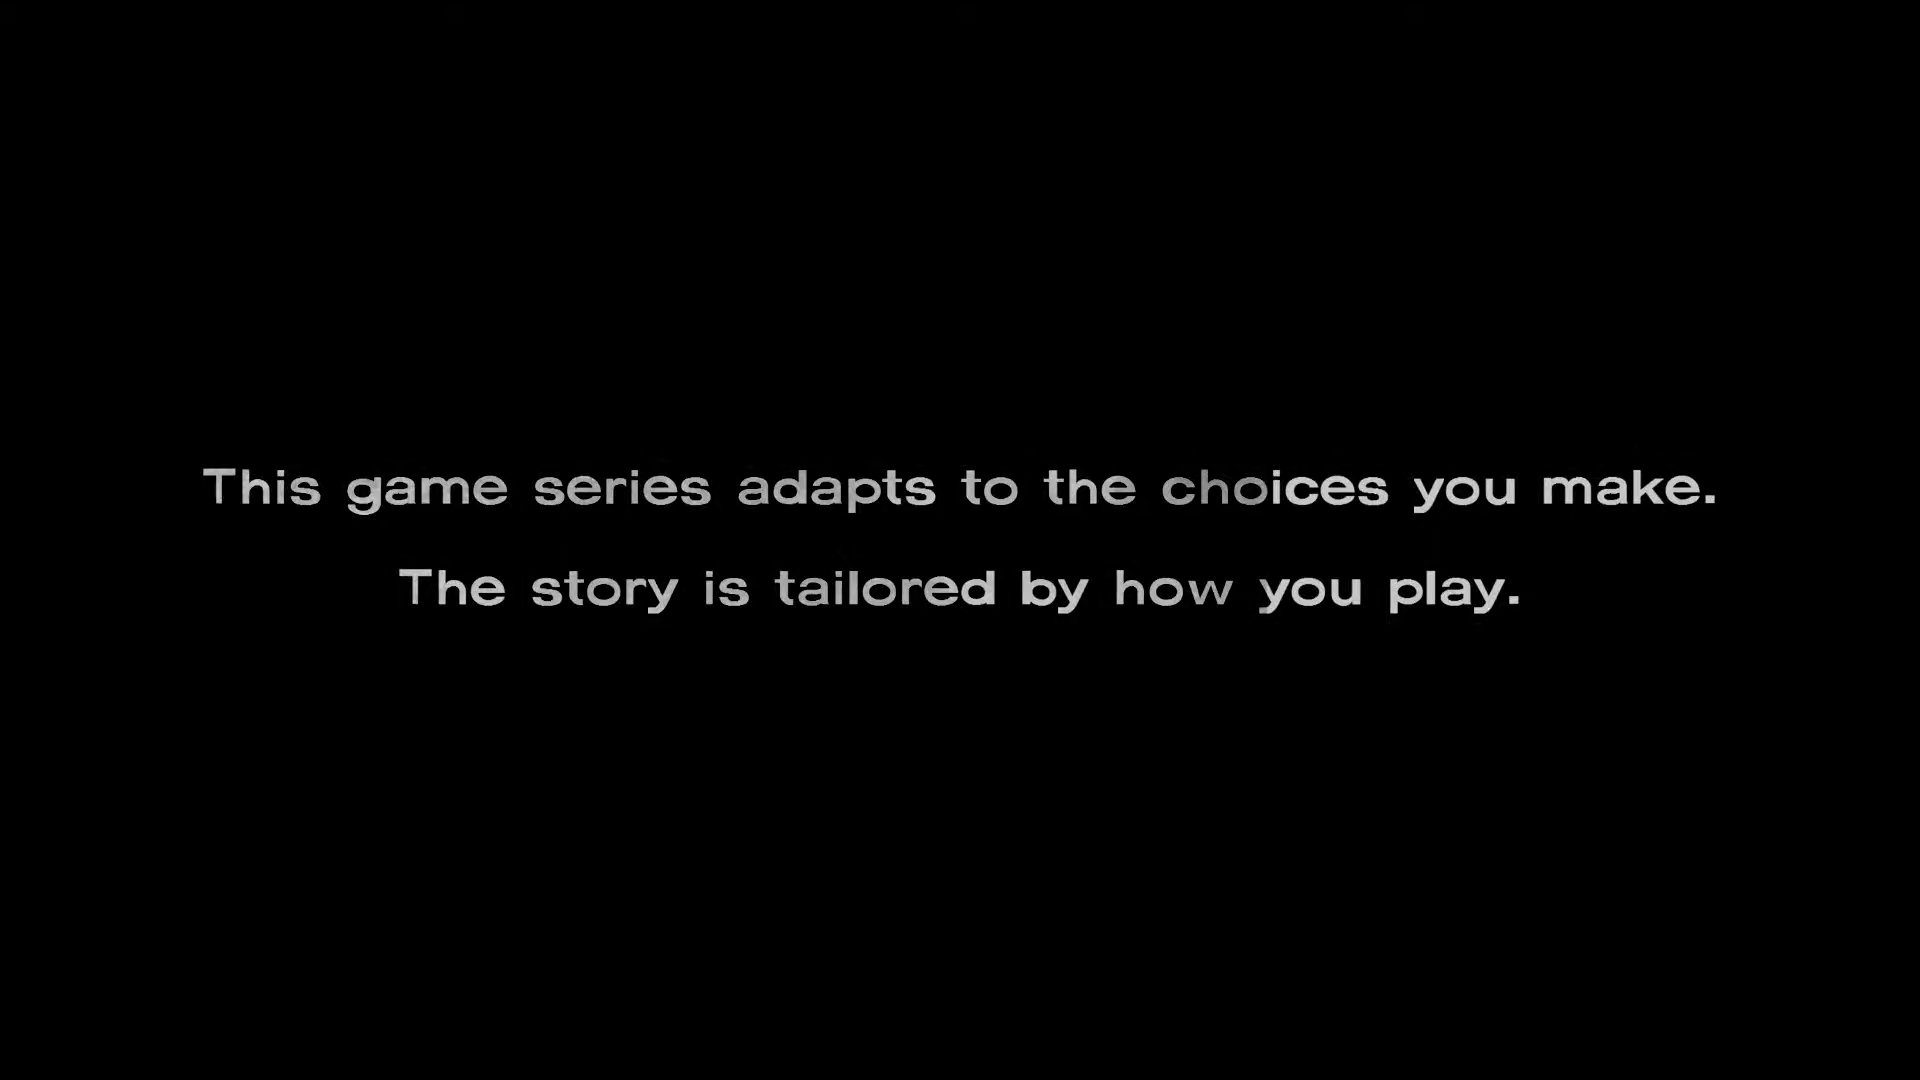 This game series adapts to the choices you make.
The story is tailored by how you play.